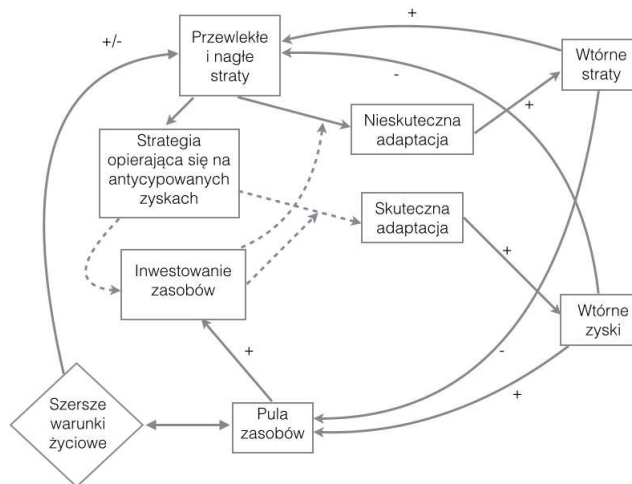 +/-
+
Przewlekłe
i nagłe
straty
Wtórne
straty
-
+
Nieskuteczna
adaptacja
Strategia
opierająca się na
antycypowanych
zyskach
Skuteczna
adaptacja
+
Inwestowanie
zasobów
Wtórne
zyski
+
-
+
Szersze
warunki
życiowe
Pula
zasobów